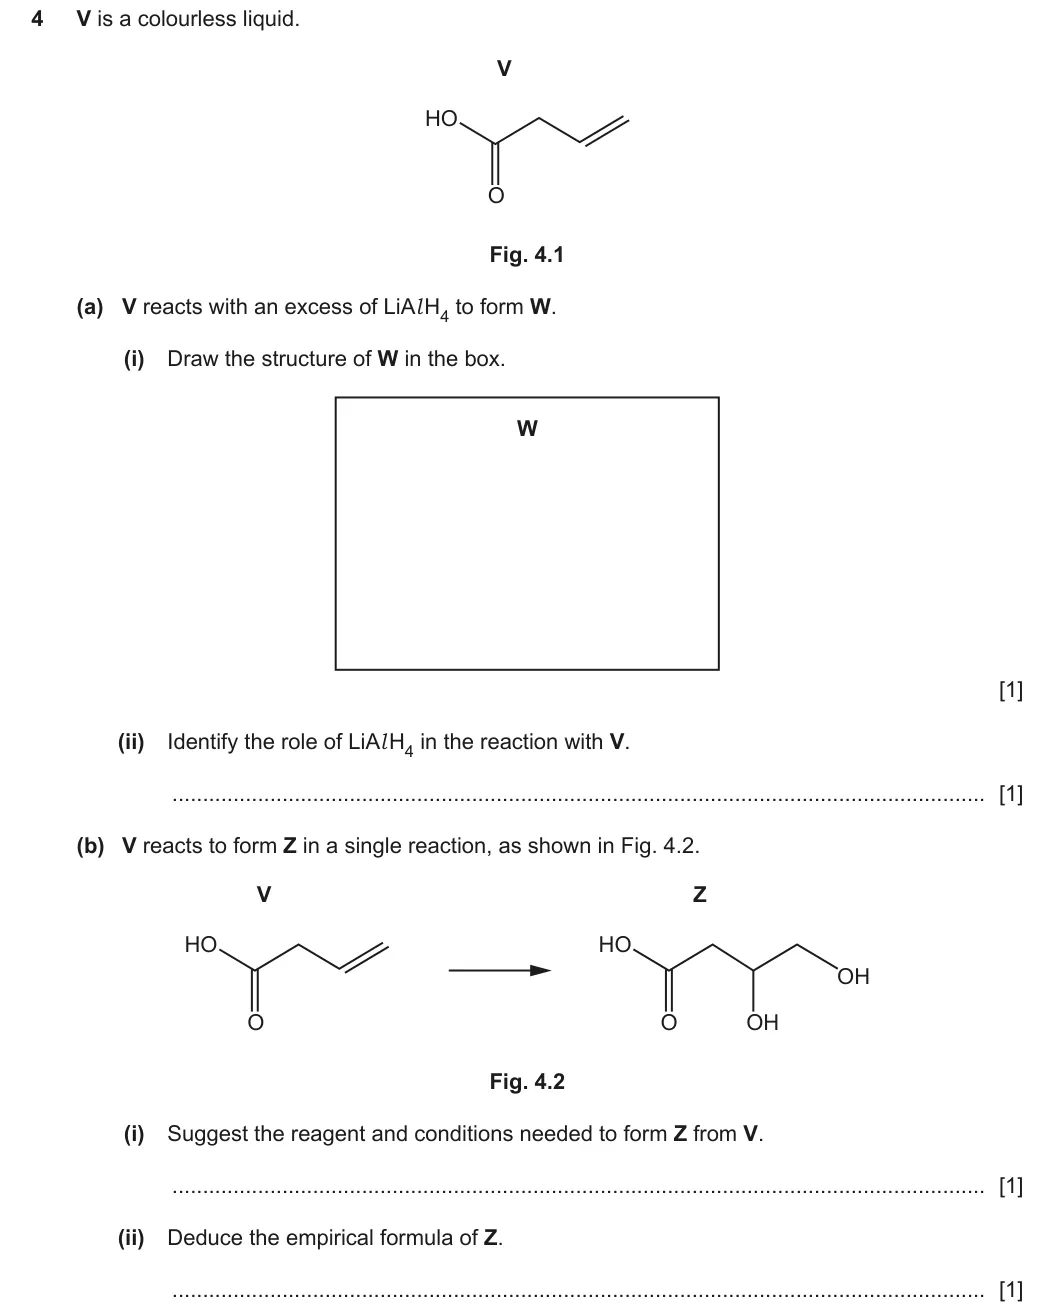 4 V is a colourless liquid.
V
HO
O
Fig. 4.1
(a) V reacts with an excess of LiAlH4 to form W.
(i) Draw the structure of W in the box.
W
[1]
(ii) Identify the role of LiAlH4 in the reaction with V.
.......................................................................................................................................... [1]
(b) V reacts to form Z in a single reaction, as shown in Fig. 4.2.
V Z
HO HO
OH
O O OH
Fig. 4.2
(i) Suggest the reagent and conditions needed to form Z from V.
.......................................................................................................................................... [1]
(ii) Deduce the empirical formula of Z.
.......................................................................................................................................... [1]